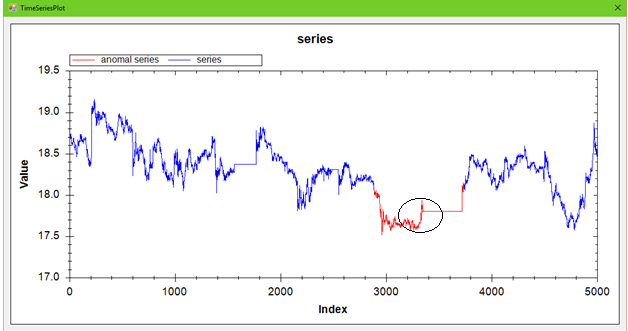 TimeSeriesPlot
series
anomal series series
19.5
19.0
18.5
18.0
17.5
17.0
Value
0 1000 2000 3000 4000 5000
Index